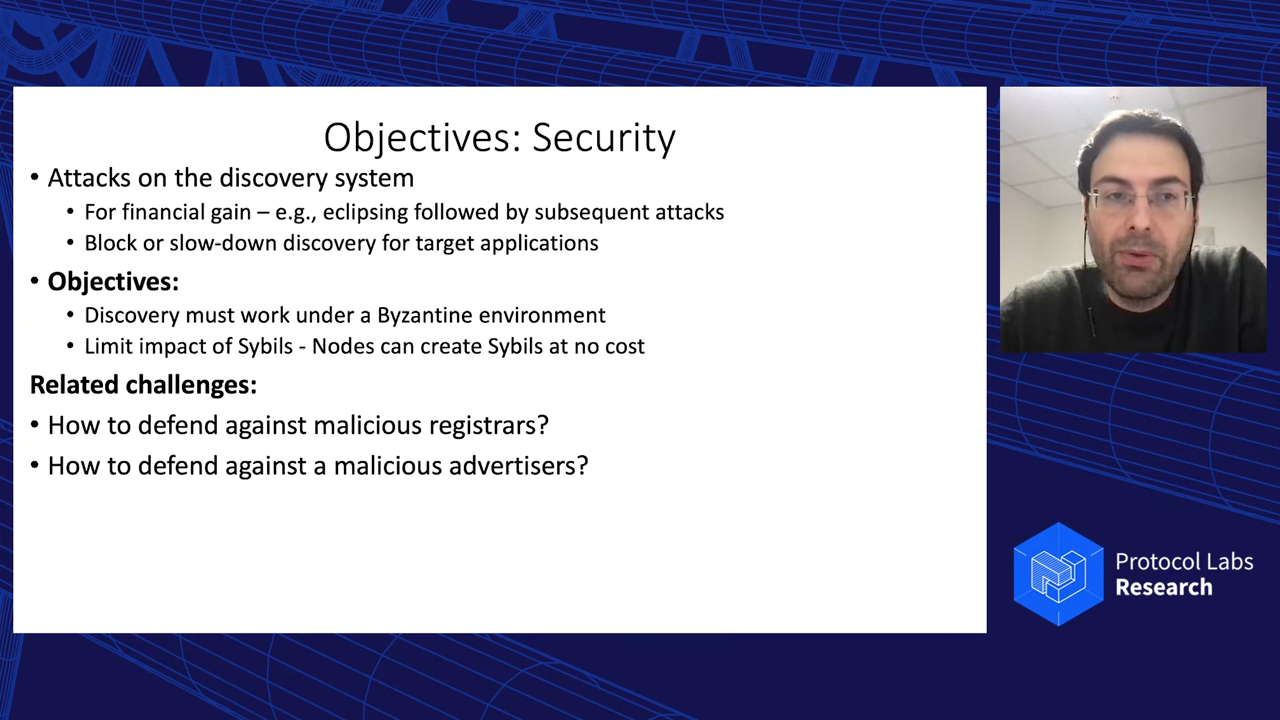 Objectives: Security
• Attacks on the discovery system
• For financial gain – e.g., eclipsing followed by subsequent attacks
• Block or slow-down discovery for target applications
• Objectives:
• Discovery must work under a Byzantine environment
• Limit impact of Sybils - Nodes can create Sybils at no cost
Related challenges:
• How to defend against malicious registrars?
• How to defend against a malicious advertisers?
Protocol Labs
Research